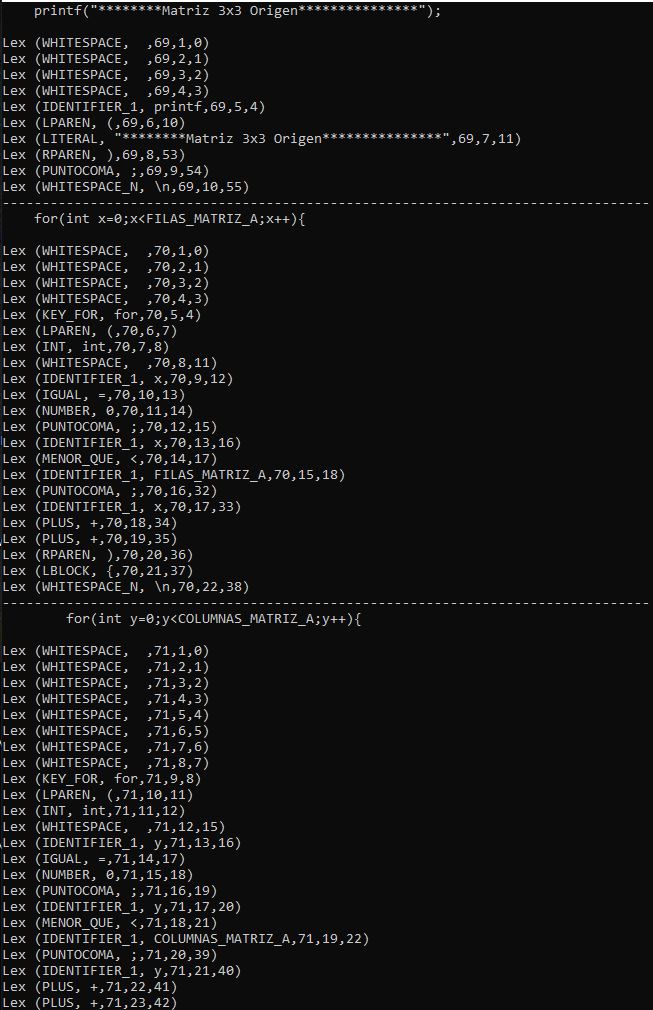 printf("********Matriz 3x3 Origen***************");
Lex (WHITESPACE,  ,69,1,0)
Lex (WHITESPACE,  ,69,2,1)
Lex (WHITESPACE,  ,69,3,2)
Lex (WHITESPACE,  ,69,4,3)
Lex (IDENTIFIER_1, printf,69,5,4)
Lex (LPAREN, (,69,6,10)
Lex (LITERAL, "********Matriz 3x3 Origen***************",69,7,11)
Lex (RPAREN, ),69,8,53)
Lex (PUNTOCOMA, ;,69,9,54)
Lex (WHITESPACE_N, \n,69,10,55)
---------------------------------------------------------------------------------
for(int x=0;x<FILAS_MATRIZ_A;x++){
Lex (WHITESPACE,  ,70,1,0)
Lex (WHITESPACE,  ,70,2,1)
Lex (WHITESPACE,  ,70,3,2)
Lex (WHITESPACE,  ,70,4,3)
Lex (KEY_FOR, for,70,5,4)
Lex (LPAREN, (,70,6,7)
Lex (INT, int,70,7,8)
Lex (WHITESPACE,  ,70,8,11)
Lex (IDENTIFIER_1, x,70,9,12)
Lex (IGUAL, =,70,10,13)
Lex (NUMBER, 0,70,11,14)
Lex (PUNTOCOMA, ;,70,12,15)
Lex (IDENTIFIER_1, x,70,13,16)
Lex (MENOR_QUE, <,70,14,17)
Lex (IDENTIFIER_1, FILAS_MATRIZ_A,70,15,18)
Lex (PUNTOCOMA, ;,70,16,32)
Lex (IDENTIFIER_1, x,70,17,33)
Lex (PLUS, +,70,18,34)
Lex (PLUS, +,70,19,35)
Lex (RPAREN, ),70,20,36)
Lex (LBLOCK, {,70,21,37)
Lex (WHITESPACE_N, \n,70,22,38)
---------------------------------------------------------------------------------
for(int y=0;y<COLUMNAS_MATRIZ_A;y++){
Lex (WHITESPACE,  ,71,1,0)
Lex (WHITESPACE,  ,71,2,1)
Lex (WHITESPACE,  ,71,3,2)
Lex (WHITESPACE,  ,71,4,3)
Lex (WHITESPACE,  ,71,5,4)
Lex (WHITESPACE,  ,71,6,5)
Lex (WHITESPACE,  ,71,7,6)
Lex (WHITESPACE,  ,71,8,7)
Lex (KEY_FOR, for,71,9,8)
Lex (LPAREN, (,71,10,11)
Lex (INT, int,71,11,12)
Lex (WHITESPACE,  ,71,12,15)
Lex (IDENTIFIER_1, y,71,13,16)
Lex (IGUAL, =,71,14,17)
Lex (NUMBER, 0,71,15,18)
Lex (PUNTOCOMA, ;,71,16,19)
Lex (IDENTIFIER_1, y,71,17,20)
Lex (MENOR_QUE, <,71,18,21)
Lex (IDENTIFIER_1, COLUMNAS_MATRIZ_A,71,19,22)
Lex (PUNTOCOMA, ;,71,20,39)
Lex (IDENTIFIER_1, y,71,21,40)
Lex (PLUS, +,71,22,41)
Lex (PLUS, +,71,23,42)